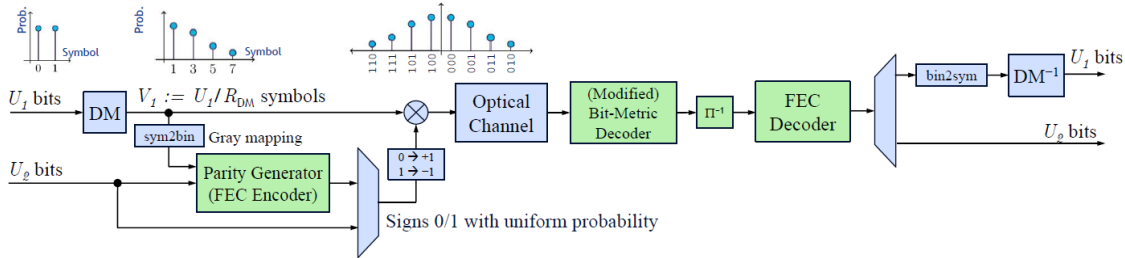 Prob.
Symbol
0 1
Prob.
Symbol
1 3 5 7
110 111 101 100 000 001 011 010
U1 bits
DM
V1 := U1/RDM symbols
sym2bin
Gray mapping
U2 bits
Parity Generator
(FEC Encoder)
0 → +1
1 → −1
Signs 0/1 with uniform probability
Optical
Channel
(Modified)
Bit-Metric
Decoder
Π⁻¹
FEC
Decoder
bin2sym
DM⁻¹
U1 bits
U2 bits